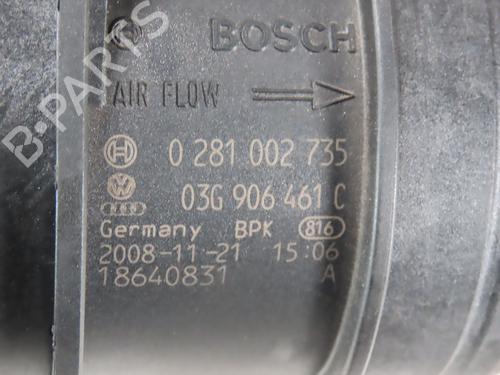 BOSCH
AIR FLOW
0 281 002 735
03G 906 461 C
Germany BPK 816
2008-11-21 15:06
18640831 A
B-PARTS